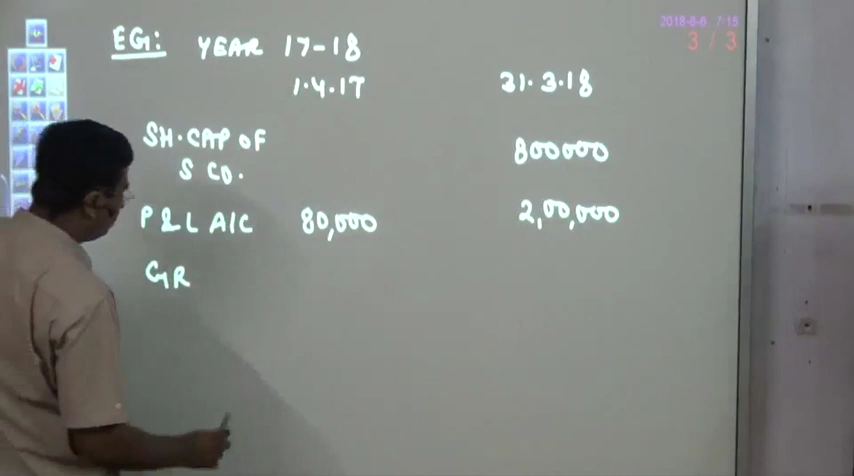 2018-8-6 7:15
3 / 3
EG: YEAR 17-18
1.4.17 31.3.18
SH.CAP OF 800000
S CO.
P & L A/C 80,000 2,00,000
GR